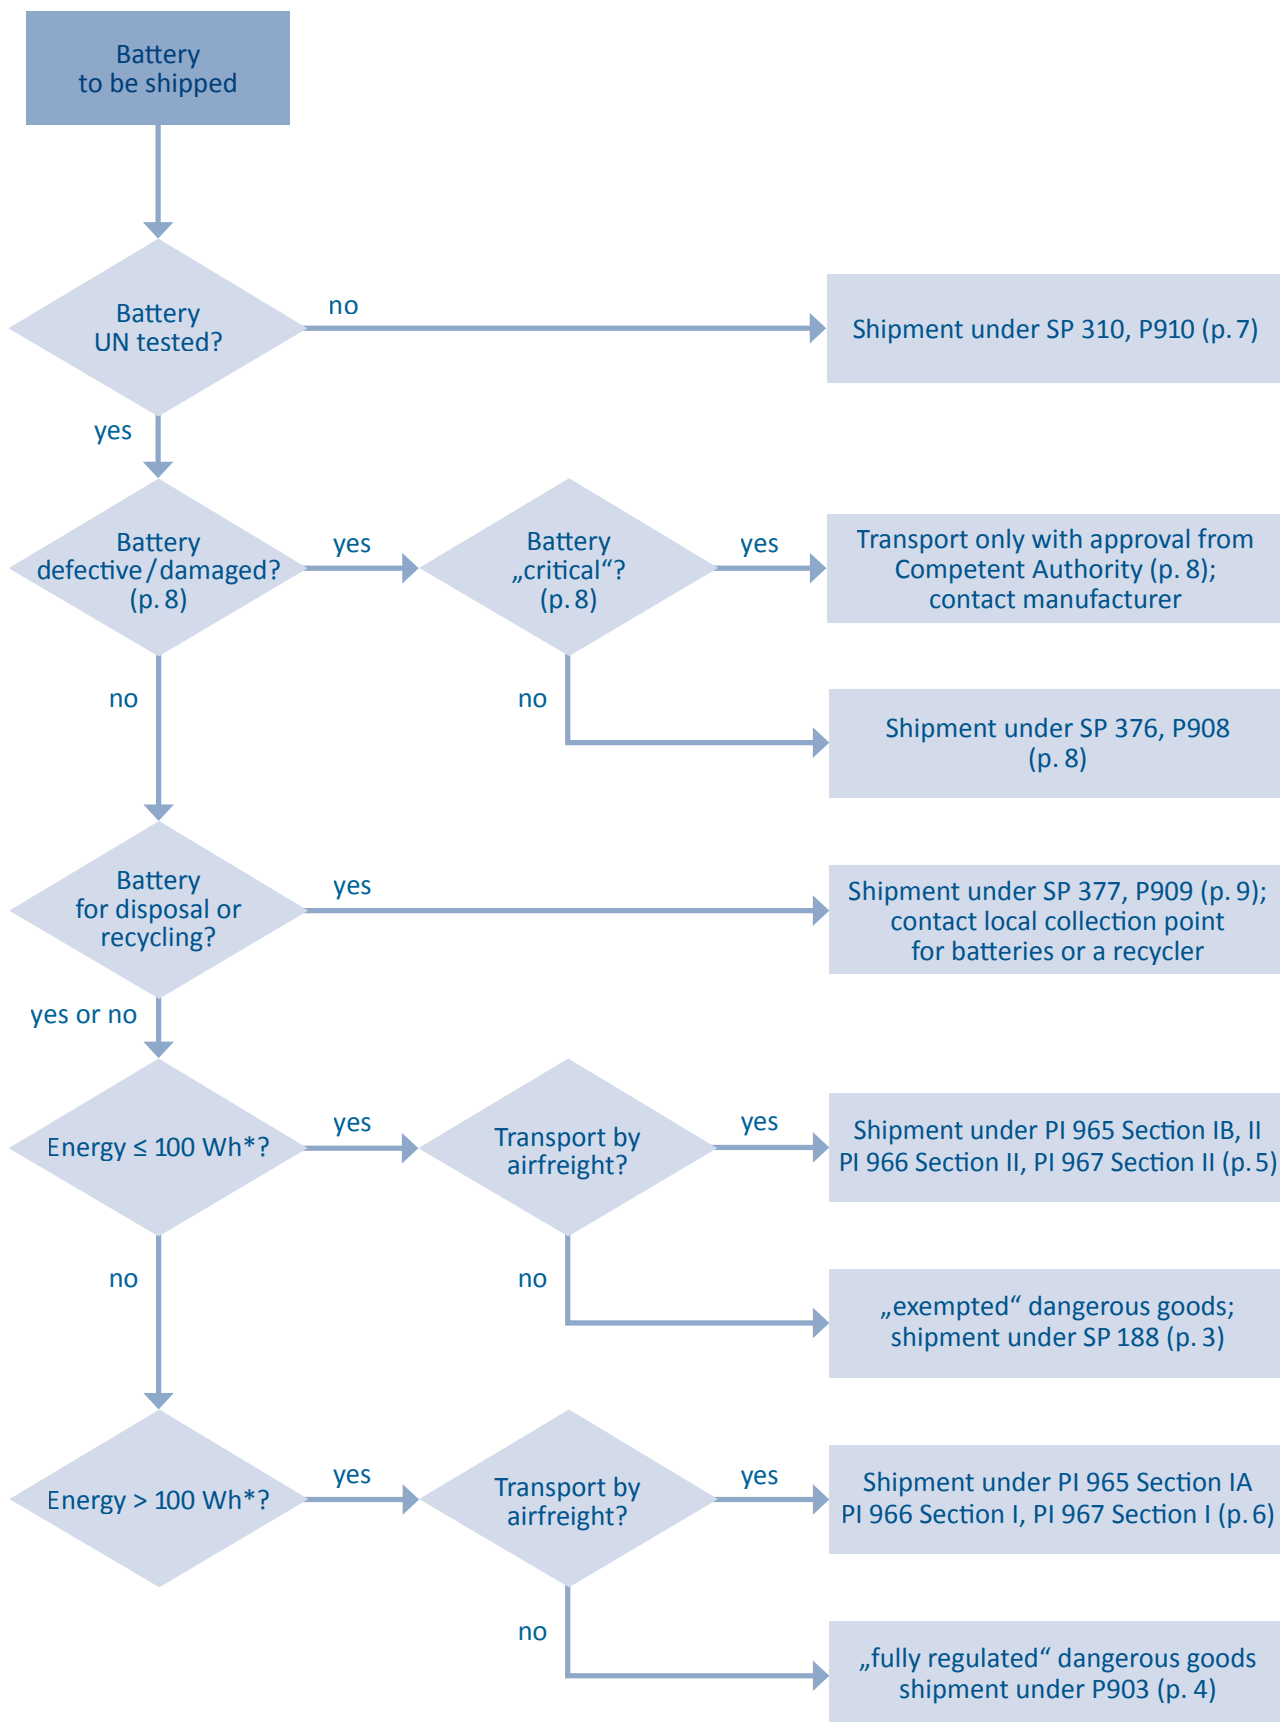 Battery
to be shipped
Battery
UN tested?
no
Shipment under SP 310, P910 (p. 7)
yes
Battery
defective / damaged?
(p. 8)
yes
Battery
„critical“?
(p. 8)
yes
Transport only with approval from
Competent Authority (p. 8);
contact manufacturer
no
no
Shipment under SP 376, P908
(p. 8)
Battery
for disposal or
recycling?
yes
Shipment under SP 377, P909 (p. 9);
contact local collection point
for batteries or a recycler
yes or no
Energy ≤ 100 Wh*?
yes
Transport by
airfreight?
yes
Shipment under PI 965 Section IB, II
PI 966 Section II, PI 967 Section II (p. 5)
no
no
„exempted“ dangerous goods;
shipment under SP 188 (p. 3)
Energy > 100 Wh*?
yes
Transport by
airfreight?
yes
Shipment under PI 965 Section IA
PI 966 Section I, PI 967 Section I (p. 6)
no
„fully regulated“ dangerous goods
shipment under P903 (p. 4)